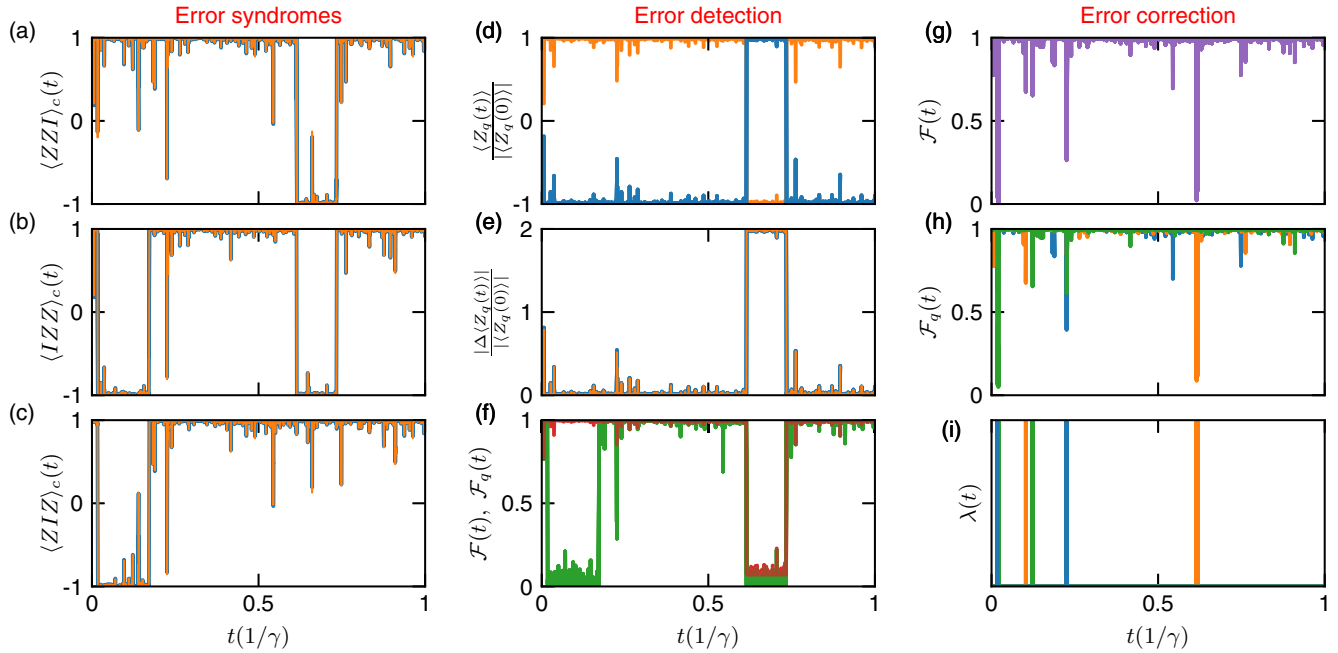 Error syndromes
Error detection
Error correction
(a)
1
0
-1
⟨ZZI⟩c(t)
(b)
1
0
-1
⟨IZZ⟩c(t)
(c)
1
0
-1
⟨ZIZ⟩c(t)
0
0.5
1
t(1/γ)
(d)
1
0
-1
⟨Zq(t)⟩
|⟨Zq(0)⟩|
(e)
2
1
0
|Δ⟨Zq(t)⟩|
|⟨Zq(0)⟩|
(f)
1
0.5
0
F(t), Fq(t)
0
0.5
1
t(1/γ)
(g)
1
0.5
0
F(t)
(h)
1
0.5
0
Fq(t)
(i)
λ(t)
0
0.5
1
t(1/γ)